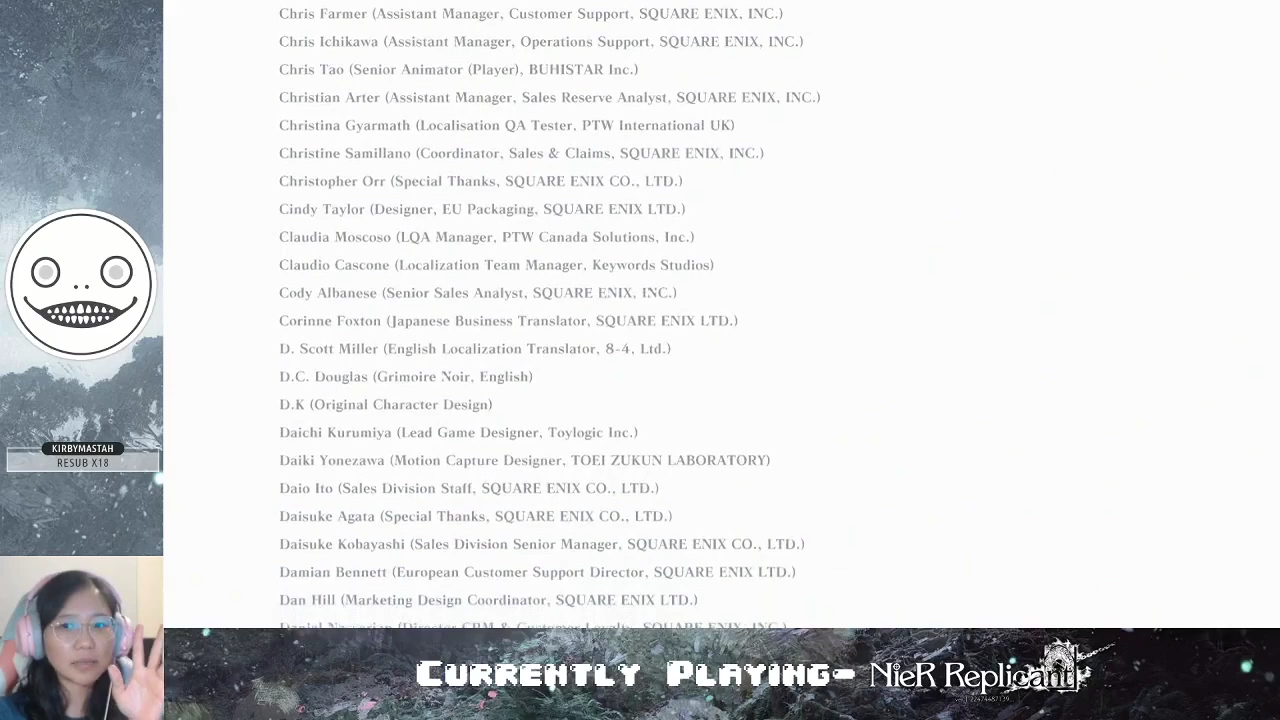 Chris Farmer (Assistant Manager, Customer Support, SQUARE ENIX, INC.)
Chris Ichikawa (Assistant Manager, Operations Support, SQUARE ENIX, INC.)
Chris Tao (Senior Animator (Player), BUHISTAR Inc.)
Christian Arter (Assistant Manager, Sales Reserve Analyst, SQUARE ENIX, INC.)
Christina Gyarmath (Localisation QA Tester, PTW International UK)
Christine Samillano (Coordinator, Sales & Claims, SQUARE ENIX, INC.)
Christopher Orr (Special Thanks, SQUARE ENIX CO., LTD.)
Cindy Taylor (Designer, EU Packaging, SQUARE ENIX LTD.)
Claudia Moscoso (LQA Manager, PTW Canada Solutions, Inc.)
Claudio Cascone (Localization Team Manager, Keywords Studios)
Cody Albanese (Senior Sales Analyst, SQUARE ENIX, INC.)
Corinne Foxton (Japanese Business Translator, SQUARE ENIX LTD.)
D. Scott Miller (English Localization Translator, 8-4, Ltd.)
D.C. Douglas (Grimoire Noir, English)
D.K (Original Character Design)
Daichi Kurumiya (Lead Game Designer, Toylogic Inc.)
Daiki Yonezawa (Motion Capture Designer, TOEI ZUKUN LABORATORY)
Daio Ito (Sales Division Staff, SQUARE ENIX CO., LTD.)
Daisuke Agata (Special Thanks, SQUARE ENIX CO., LTD.)
Daisuke Kobayashi (Sales Division Senior Manager, SQUARE ENIX CO., LTD.)
Damian Bennett (European Customer Support Director, SQUARE ENIX LTD.)
Dan Hill (Marketing Design Coordinator, SQUARE ENIX LTD.)
KIRBYMASTAH
RESUB X18
CURRENTLY PLAYING- NieR Replicant